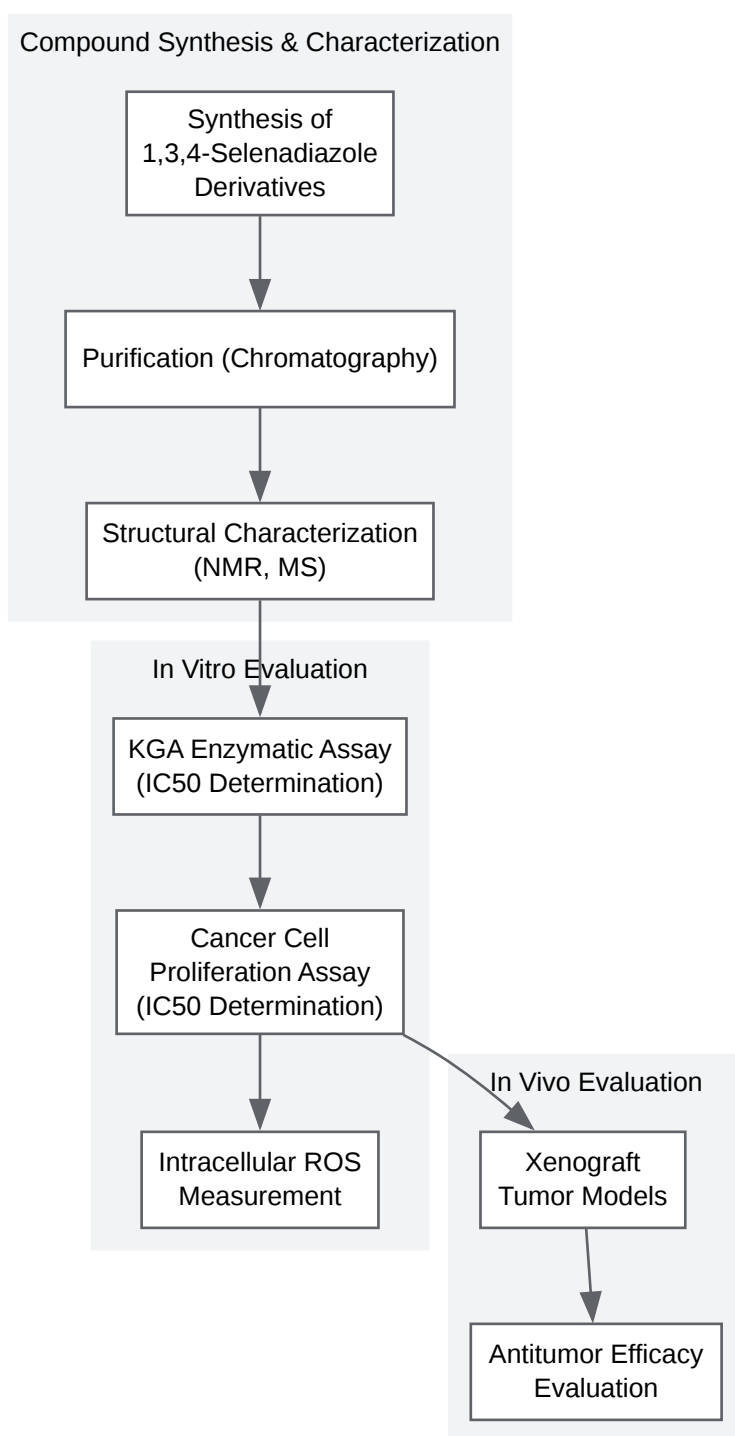 Compound Synthesis & Characterization
Synthesis of
1,3,4-Selenadiazole
Derivatives
Purification (Chromatography)
Structural Characterization
(NMR, MS)
In Vitro Evaluation
KGA Enzymatic Assay
(IC50 Determination)
Cancer Cell
Proliferation Assay
(IC50 Determination)
Intracellular ROS
Measurement
In Vivo Evaluation
Xenograft
Tumor Models
Antitumor Efficacy
Evaluation